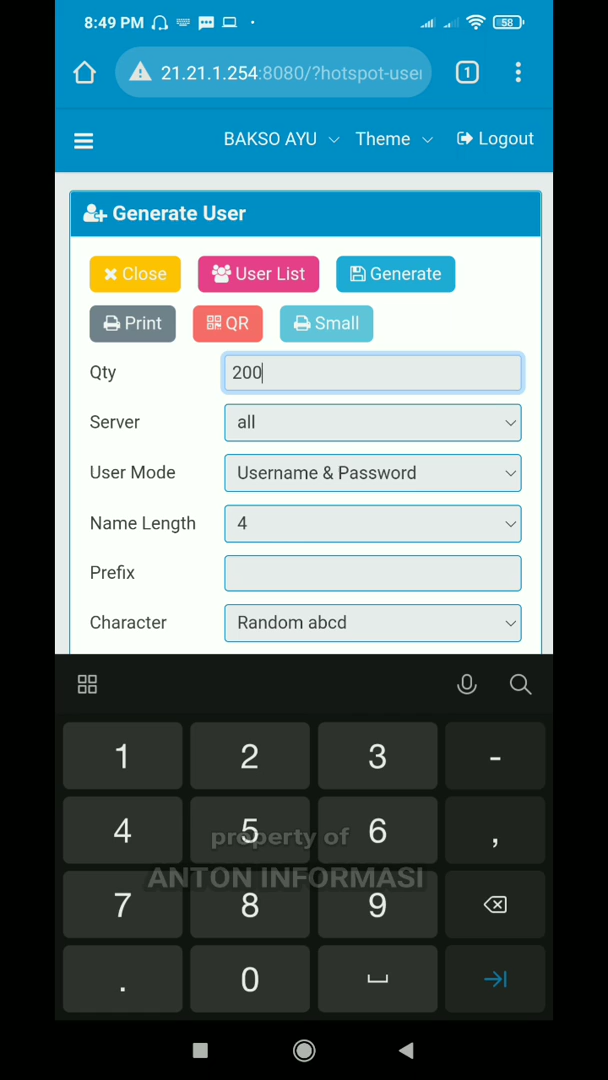 8:49 PM
58
21.21.1.254:8080/?hotspot-use
1
BAKSO AYU
Theme
Logout
Generate User
Close
User List
Generate
Print
QR
Small
Qty
200
Server
all
User Mode
Username & Password
Name Length
4
Prefix
Character
Random abcd
1
2
3
-
4
5
6
,
property of
ANTON INFORMASI
7
8
9
.
0